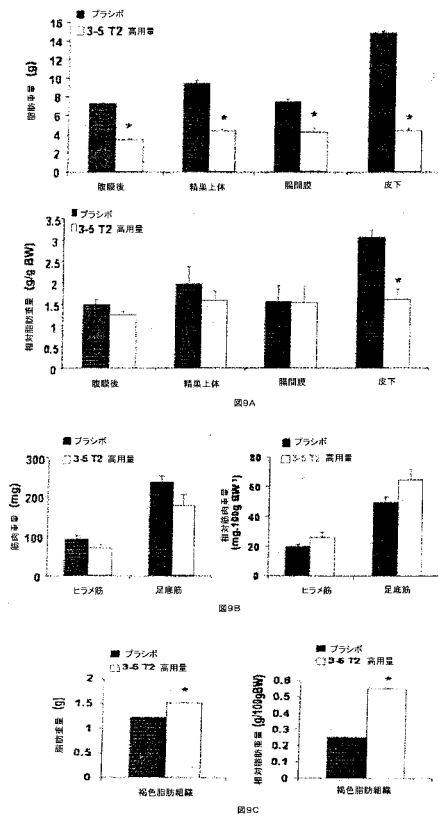 プラシボ
3-5 T2 高用量
脂肪重量 (g)
16
14
12
10
8
6
4
2
0
*
*
*
*
腹膜後
精巣上体
腸間膜
皮下
プラシボ
3-5 T2 高用量
相対脂肪重量 (g/g BW)
3.5
3
2.5
2
1.5
1
0.5
0
*
腹膜後
精巣上体
腸間膜
皮下
図9A
プラシボ
3-5 T2 高用量
筋肉重量 (mg)
300
200
100
0
ヒラメ筋
足底筋
プラシボ
3-5 T2 高用量
相対筋肉重量
(mg.100g BW⁻¹)
80
60
40
20
0
ヒラメ筋
足底筋
図9B
プラシボ
3-5 T2 高用量
脂肪重量 (g)
2
1.5
1
0.5
0
*
褐色脂肪組織
プラシボ
3-5 T2 高用量
相対脂肪重量 (g/100gBW)
0.6
0.5
0.4
0.3
0.2
0.1
0
*
褐色脂肪組織
図9C